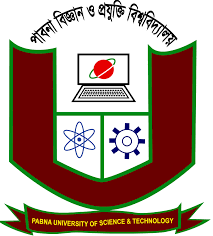 পাবনা বিজ্ঞান ও প্রযুক্তি বিশ্ববিদ্যালয়
PABNA UNIVERSITY OF SCIENCE & TECHNOLOGY